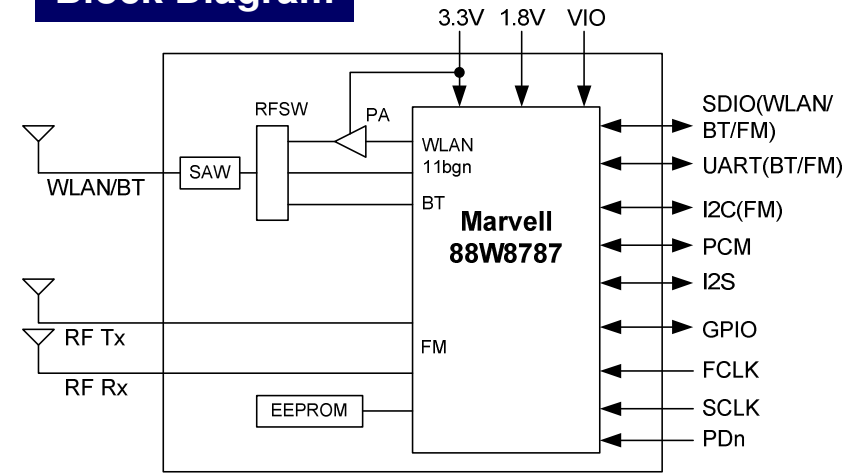 Block Diagram
3.3V 1.8V VIO
RFSW
PA
SAW
WLAN/BT
WLAN
11bgn
BT
Marvell
88W8787
SDIO(WLAN/
BT/FM)
UART(BT/FM)
I2C(FM)
PCM
I2S
GPIO
FCLK
SCLK
PDn
RF Tx
FM
RF Rx
EEPROM